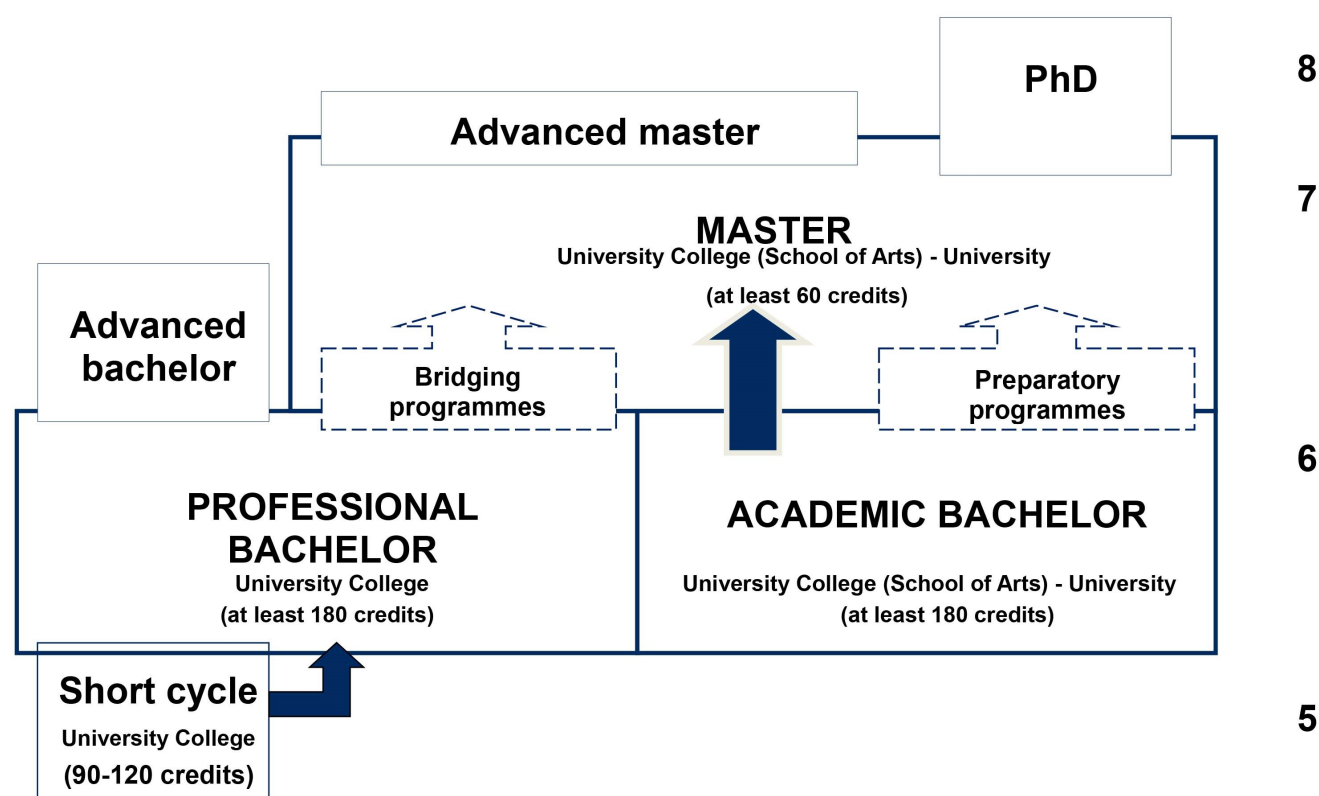 PhD
8
Advanced master
7
MASTER
University College (School of Arts) - University
(at least 60 credits)
Advanced
bachelor
Bridging
programmes
Preparatory
programmes
6
PROFESSIONAL
BACHELOR
University College
(at least 180 credits)
ACADEMIC BACHELOR
University College (School of Arts) - University
(at least 180 credits)
Short cycle
University College
(90-120 credits)
5